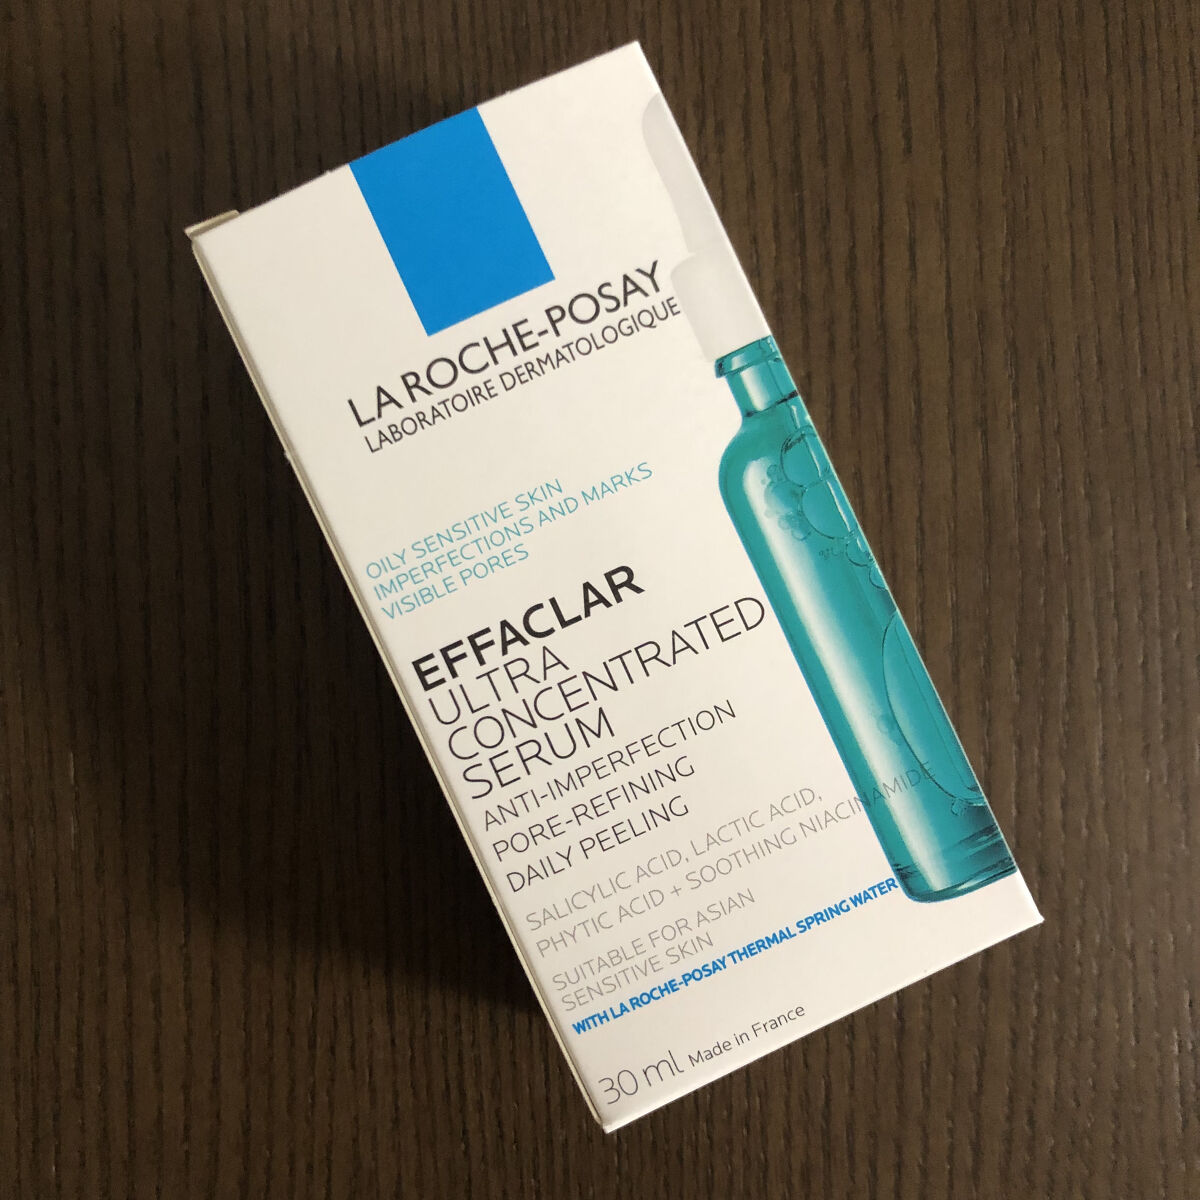 LA ROCHE-POSAY
LABORATOIRE DERMATOLOGIQUE
OILY SENSITIVE SKIN
IMPERFECTIONS AND MARKS
VISIBLE PORES
EFFACLAR
ULTRA
CONCENTRATED
SERUM
ANTI-IMPERFECTION
PORE-REFINING
DAILY PEELING
SALICYLIC ACID, LACTIC ACID,
PHYTIC ACID + SOOTHING NIACINAMIDE
SUITABLE FOR ASIAN
SENSITIVE SKIN
WITH LA ROCHE-POSAY THERMAL SPRING WATER
30 ml Made in France